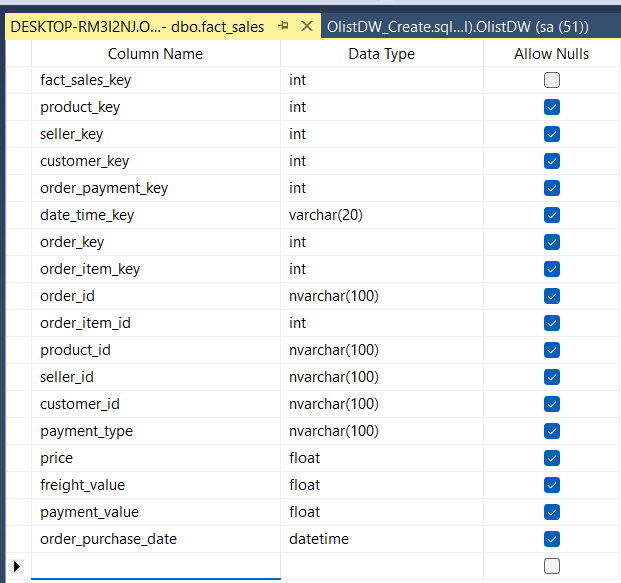 DESKTOP-RM3I2NJ.O...- dbo.fact_sales OlistDW_Create.sql...l).OlistDW (sa (51))
Column Name Data Type Allow Nulls
fact_sales_key int
product_key int
seller_key int
customer_key int
order_payment_key int
date_time_key varchar(20)
order_key int
order_item_key int
order_id nvarchar(100)
order_item_id int
product_id nvarchar(100)
seller_id nvarchar(100)
customer_id nvarchar(100)
payment_type nvarchar(100)
price float
freight_value float
payment_value float
order_purchase_date datetime